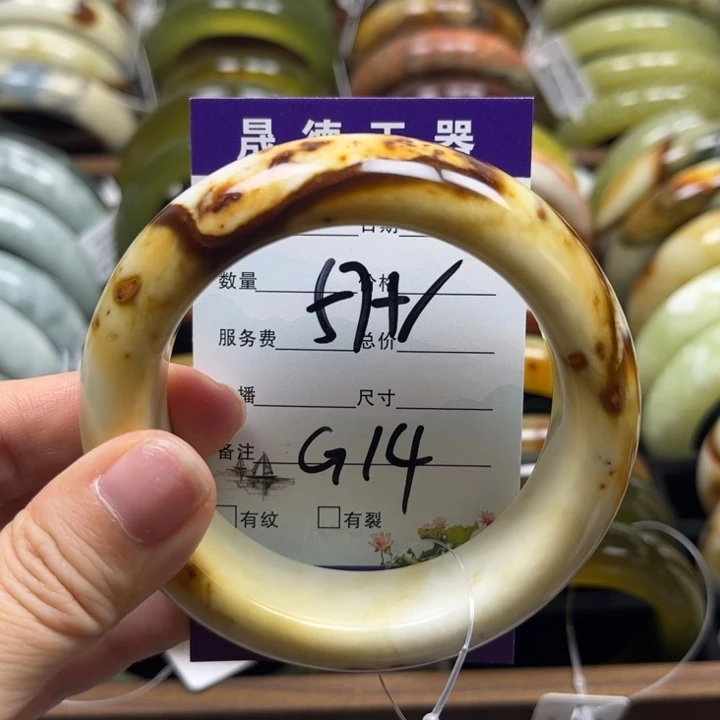 晟德玉器
日期
数量 价格
57+/
服务费 总价
播 尺寸
备注 G14
有纹 有裂